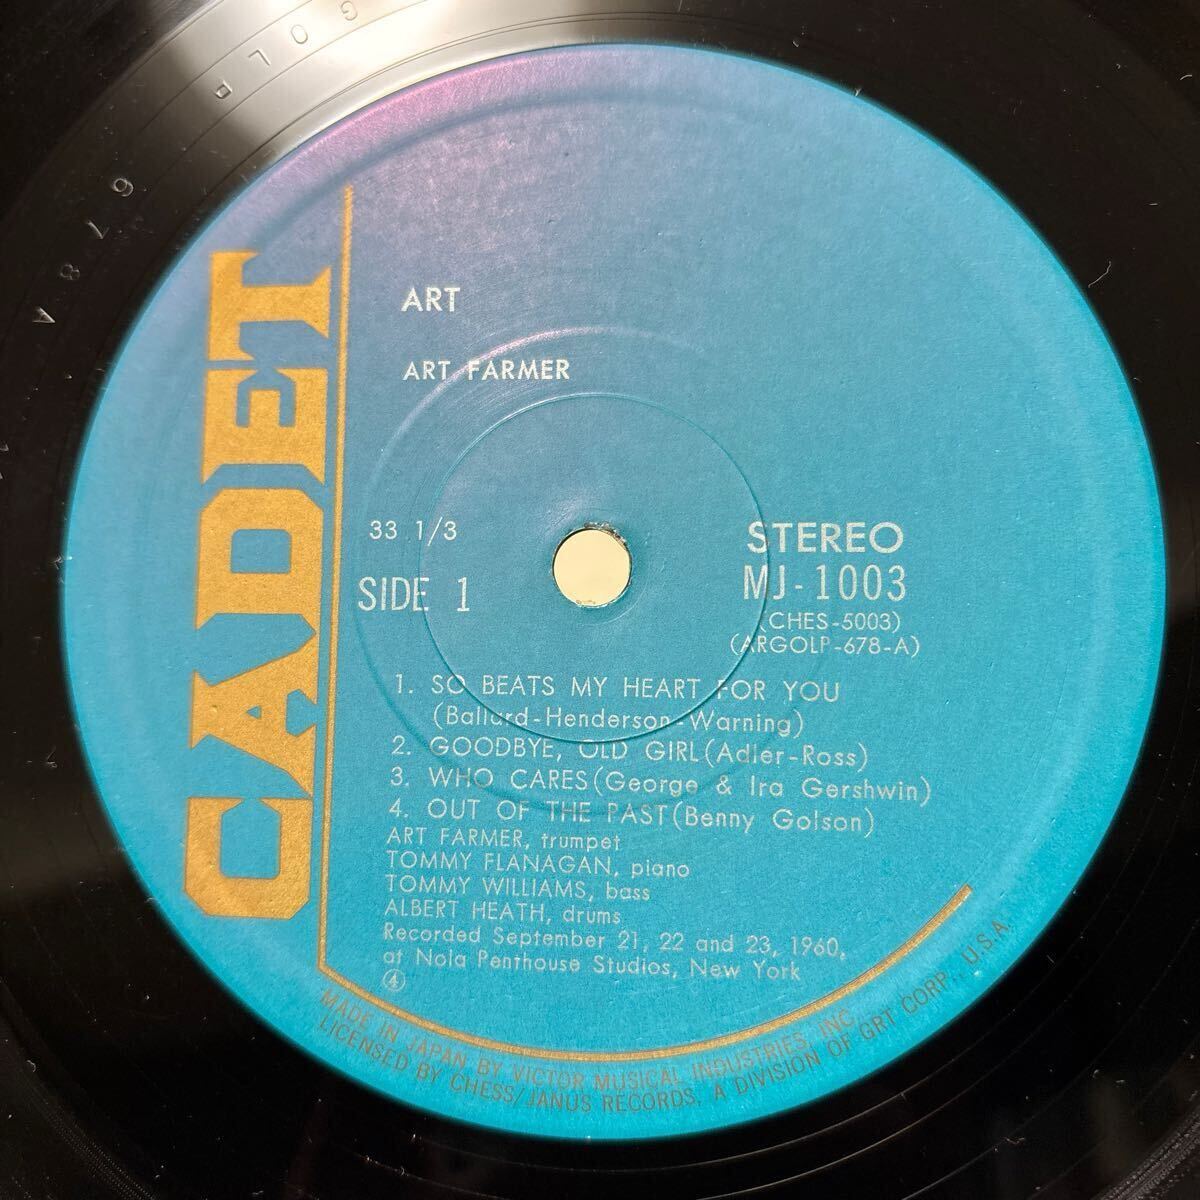 GOLP
678A
CADET
ART
ART FARMER
33 1/3
SIDE 1
STEREO
MJ-1003
(CHES-5003)
(ARGOLP-678-A)
1. SO BEATS MY HEART FOR YOU
(Ballard-Henderson-Warning)
2. GOODBYE, OLD GIRL(Adler-Ross)
3. WHO CARES(George & Ira Gershwin)
4. OUT OF THE PAST(Benny Golson)
ART FARMER, trumpet
TOMMY FLANAGAN, piano
TOMMY WILLIAMS, bass
ALBERT HEATH, drums
Recorded September 21, 22 and 23, 1960,
at Nola Penthouse Studios, New York
④
MADE IN JAPAN BY VICTOR MUSICAL INDUSTRIES, INC.
LICENSED BY CHESS/JANUS RECORDS, A DIVISION OF GRT CORP., U.S.A.